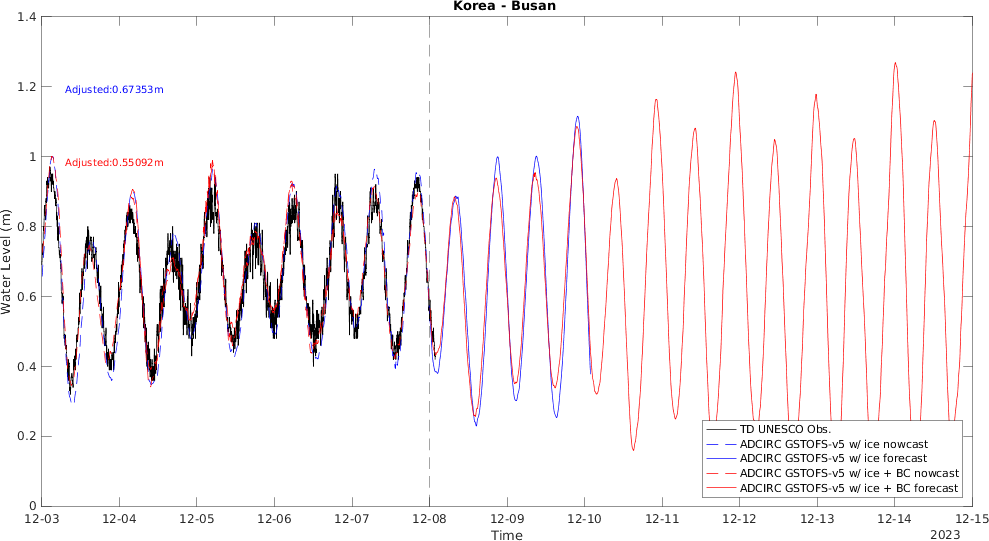 Korea - Busan
1.4
1.2
1
0.8
0.6
0.4
0.2
0
Water Level (m)
Adjusted:0.67353m
Adjusted:0.55092m
TD UNESCO Obs.
ADCIRC GSTOFS-v5 w/ ice nowcast
ADCIRC GSTOFS-v5 w/ ice forecast
ADCIRC GSTOFS-v5 w/ ice + BC nowcast
ADCIRC GSTOFS-v5 w/ ice + BC forecast
12-03 12-04 12-05 12-06 12-07 12-08 12-09 12-10 12-11 12-12 12-13 12-14 12-15
Time
2023